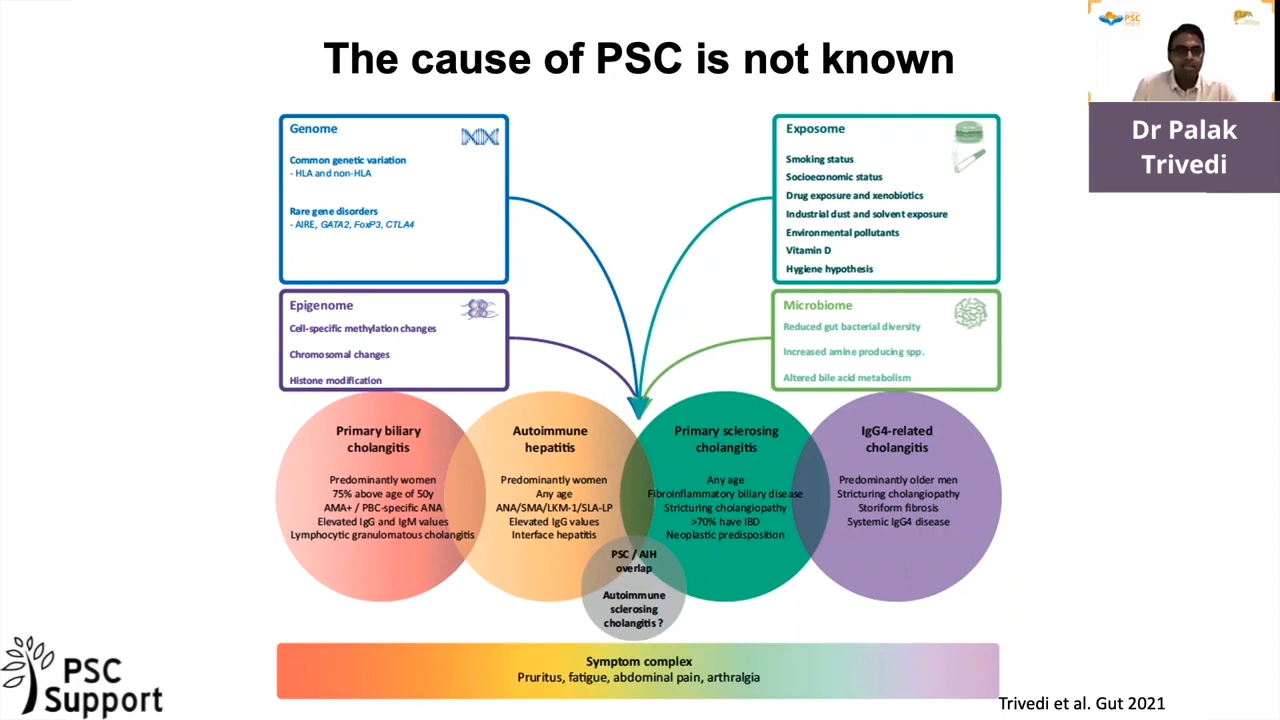 The cause of PSC is not known
PSC
Dr Palak
Trivedi
Genome
Common genetic variation
- HLA and non-HLA
Rare gene disorders
- AIRE, GATA2, FoxP3, CTLA4
Exposome
Smoking status
Socioeconomic status
Drug exposure and xenobiotics
Industrial dust and solvent exposure
Environmental pollutants
Vitamin D
Hygiene hypothesis
Epigenome
Cell-specific methylation changes
Chromosomal changes
Histone modification
Microbiome
Reduced gut bacterial diversity
Increased amine producing spp.
Altered bile acid metabolism
Primary biliary
cholangitis
Predominantly women
75% above age of 50y
AMA+ / PBC-specific ANA
Elevated IgG and IgM values
Lymphocytic granulomatous cholangitis
Autoimmune
hepatitis
Predominantly women
Any age
ANA/SMA/LKM-1/SLA-LP
Elevated IgG values
Interface hepatitis
Primary sclerosing
cholangitis
Any age
Fibroinflammatory biliary disease
Stricturing cholangiopathy
>70% have IBD
Neoplastic predisposition
IgG4-related
cholangitis
Predominantly older men
Stricturing cholangiopathy
Storiform fibrosis
Systemic IgG4 disease
PSC / AIH
overlap
Autoimmune
sclerosing
cholangitis ?
Symptom complex
Pruritus, fatigue, abdominal pain, arthralgia
PSC
Support
Trivedi et al. Gut 2021